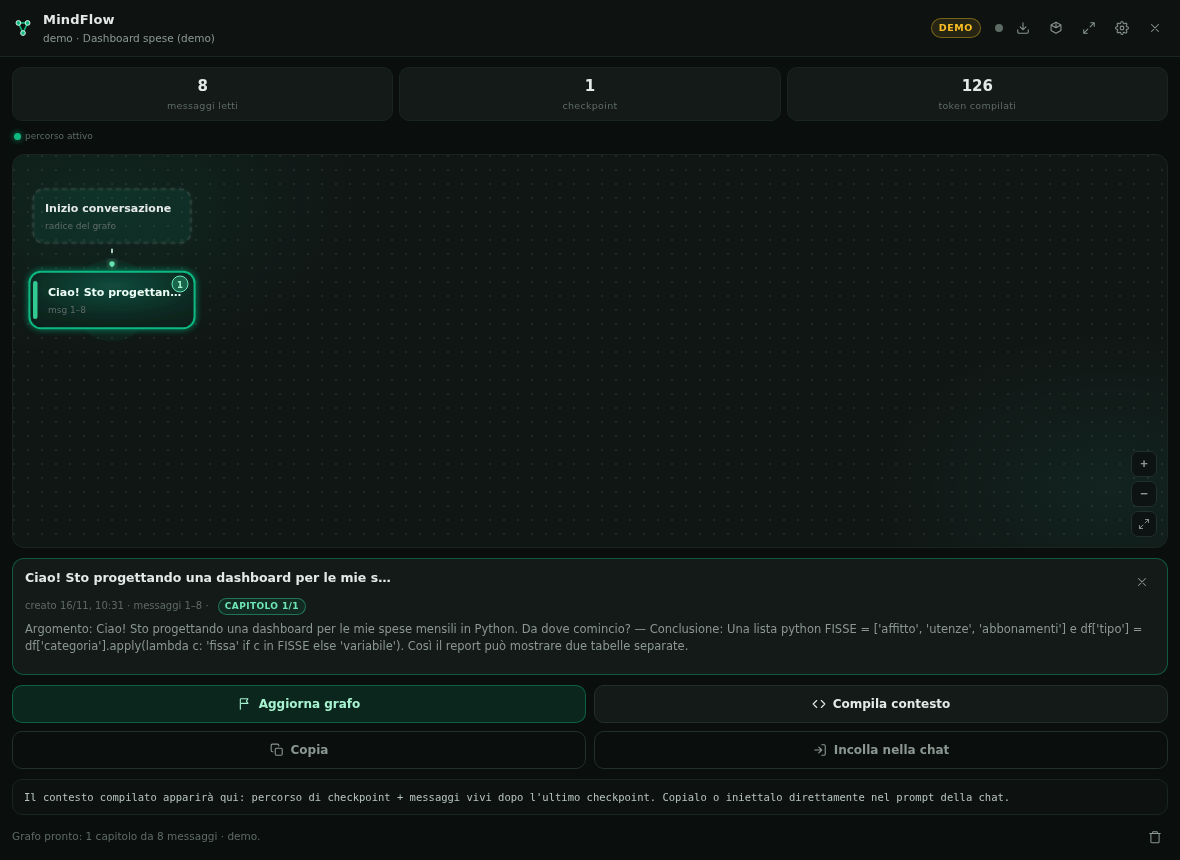 MindFlow
demo · Dashboard spese (demo)
DEMO
8
messaggi letti
1
checkpoint
126
token compilati
percorso attivo
Inizio conversazione
radice del grafo
1
Ciao! Sto progettan...
msg 1–8
+
−
Ciao! Sto progettando una dashboard per le mie s...
creato 16/11, 10:31 · messaggi 1–8 · CAPITOLO 1/1
Argomento: Ciao! Sto progettando una dashboard per le mie spese mensili in Python. Da dove comincio? — Conclusione: Una lista python FISSE = ['affitto', 'utenze', 'abbonamenti'] e df['tipo'] =
df['categoria'].apply(lambda c: 'fissa' if c in FISSE else 'variabile'). Così il report può mostrare due tabelle separate.
Aggiorna grafo
Compila contesto
Copia
Incolla nella chat
Il contesto compilato apparirà qui: percorso di checkpoint + messaggi vivi dopo l'ultimo checkpoint. Copialo o iniettalo direttamente nel prompt della chat.
Grafo pronto: 1 capitolo da 8 messaggi · demo.